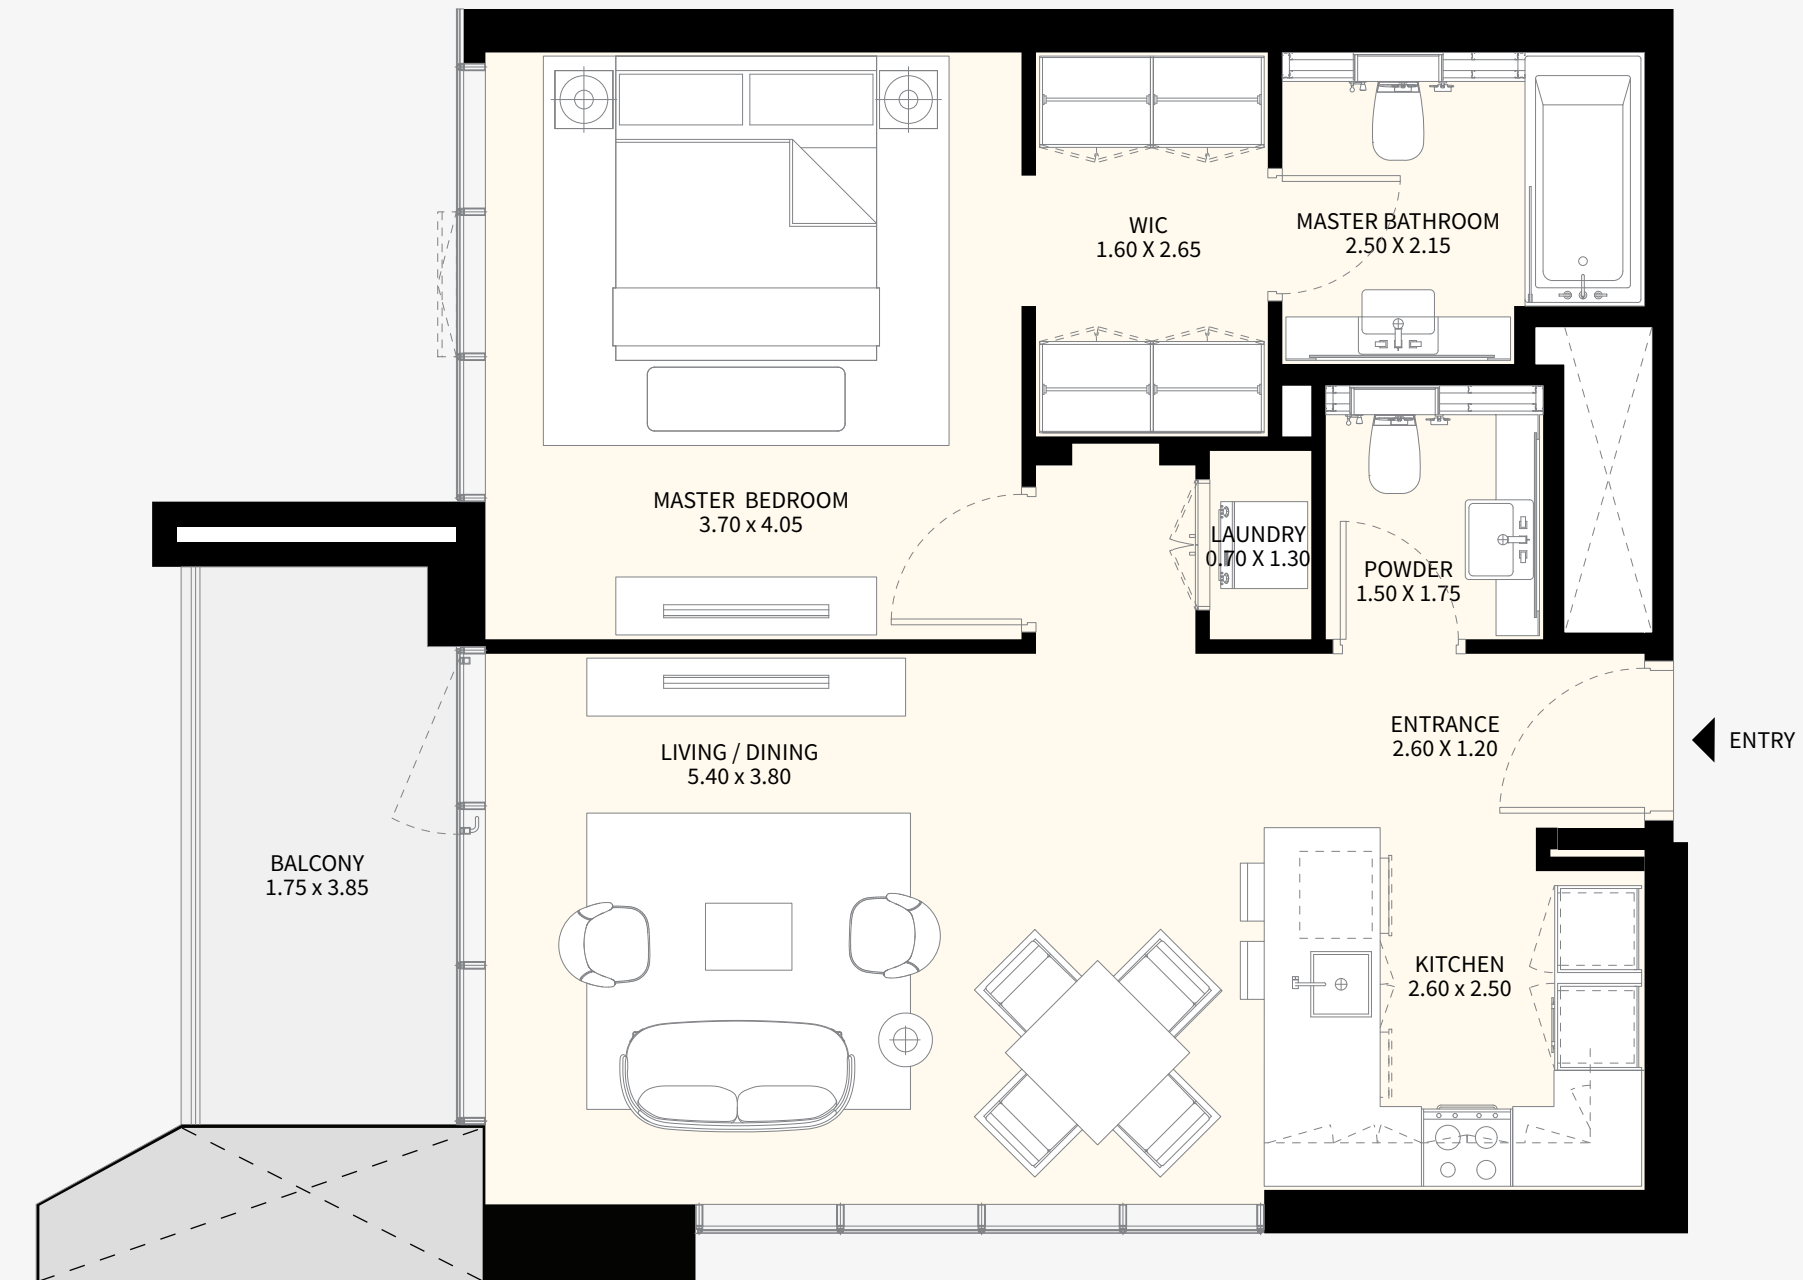 WIC
1.60 X 2.65
MASTER BATHROOM
2.50 X 2.15
MASTER BEDROOM
3.70 x 4.05
LAUNDRY
0.70 X 1.30
POWDER
1.50 X 1.75
LIVING / DINING
5.40 x 3.80
ENTRANCE
2.60 X 1.20
ENTRY
BALCONY
1.75 x 3.85
KITCHEN
2.60 x 2.50